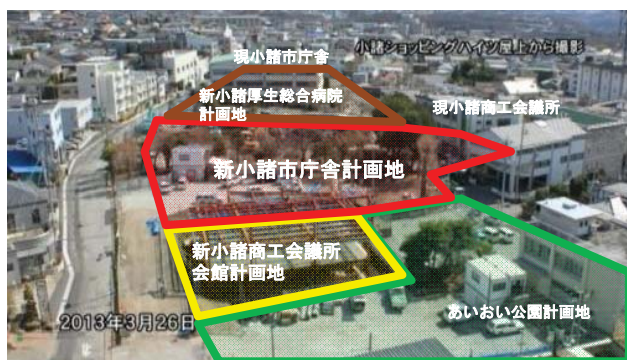 小諸ショッピングハイツ屋上から撮影
現小諸市庁舎
新小諸厚生総合病院
計画地
現小諸商工会議所
新小諸市庁舎計画地
新小諸商工会議所
会館計画地
あいおい公園計画地
2013年3月26日